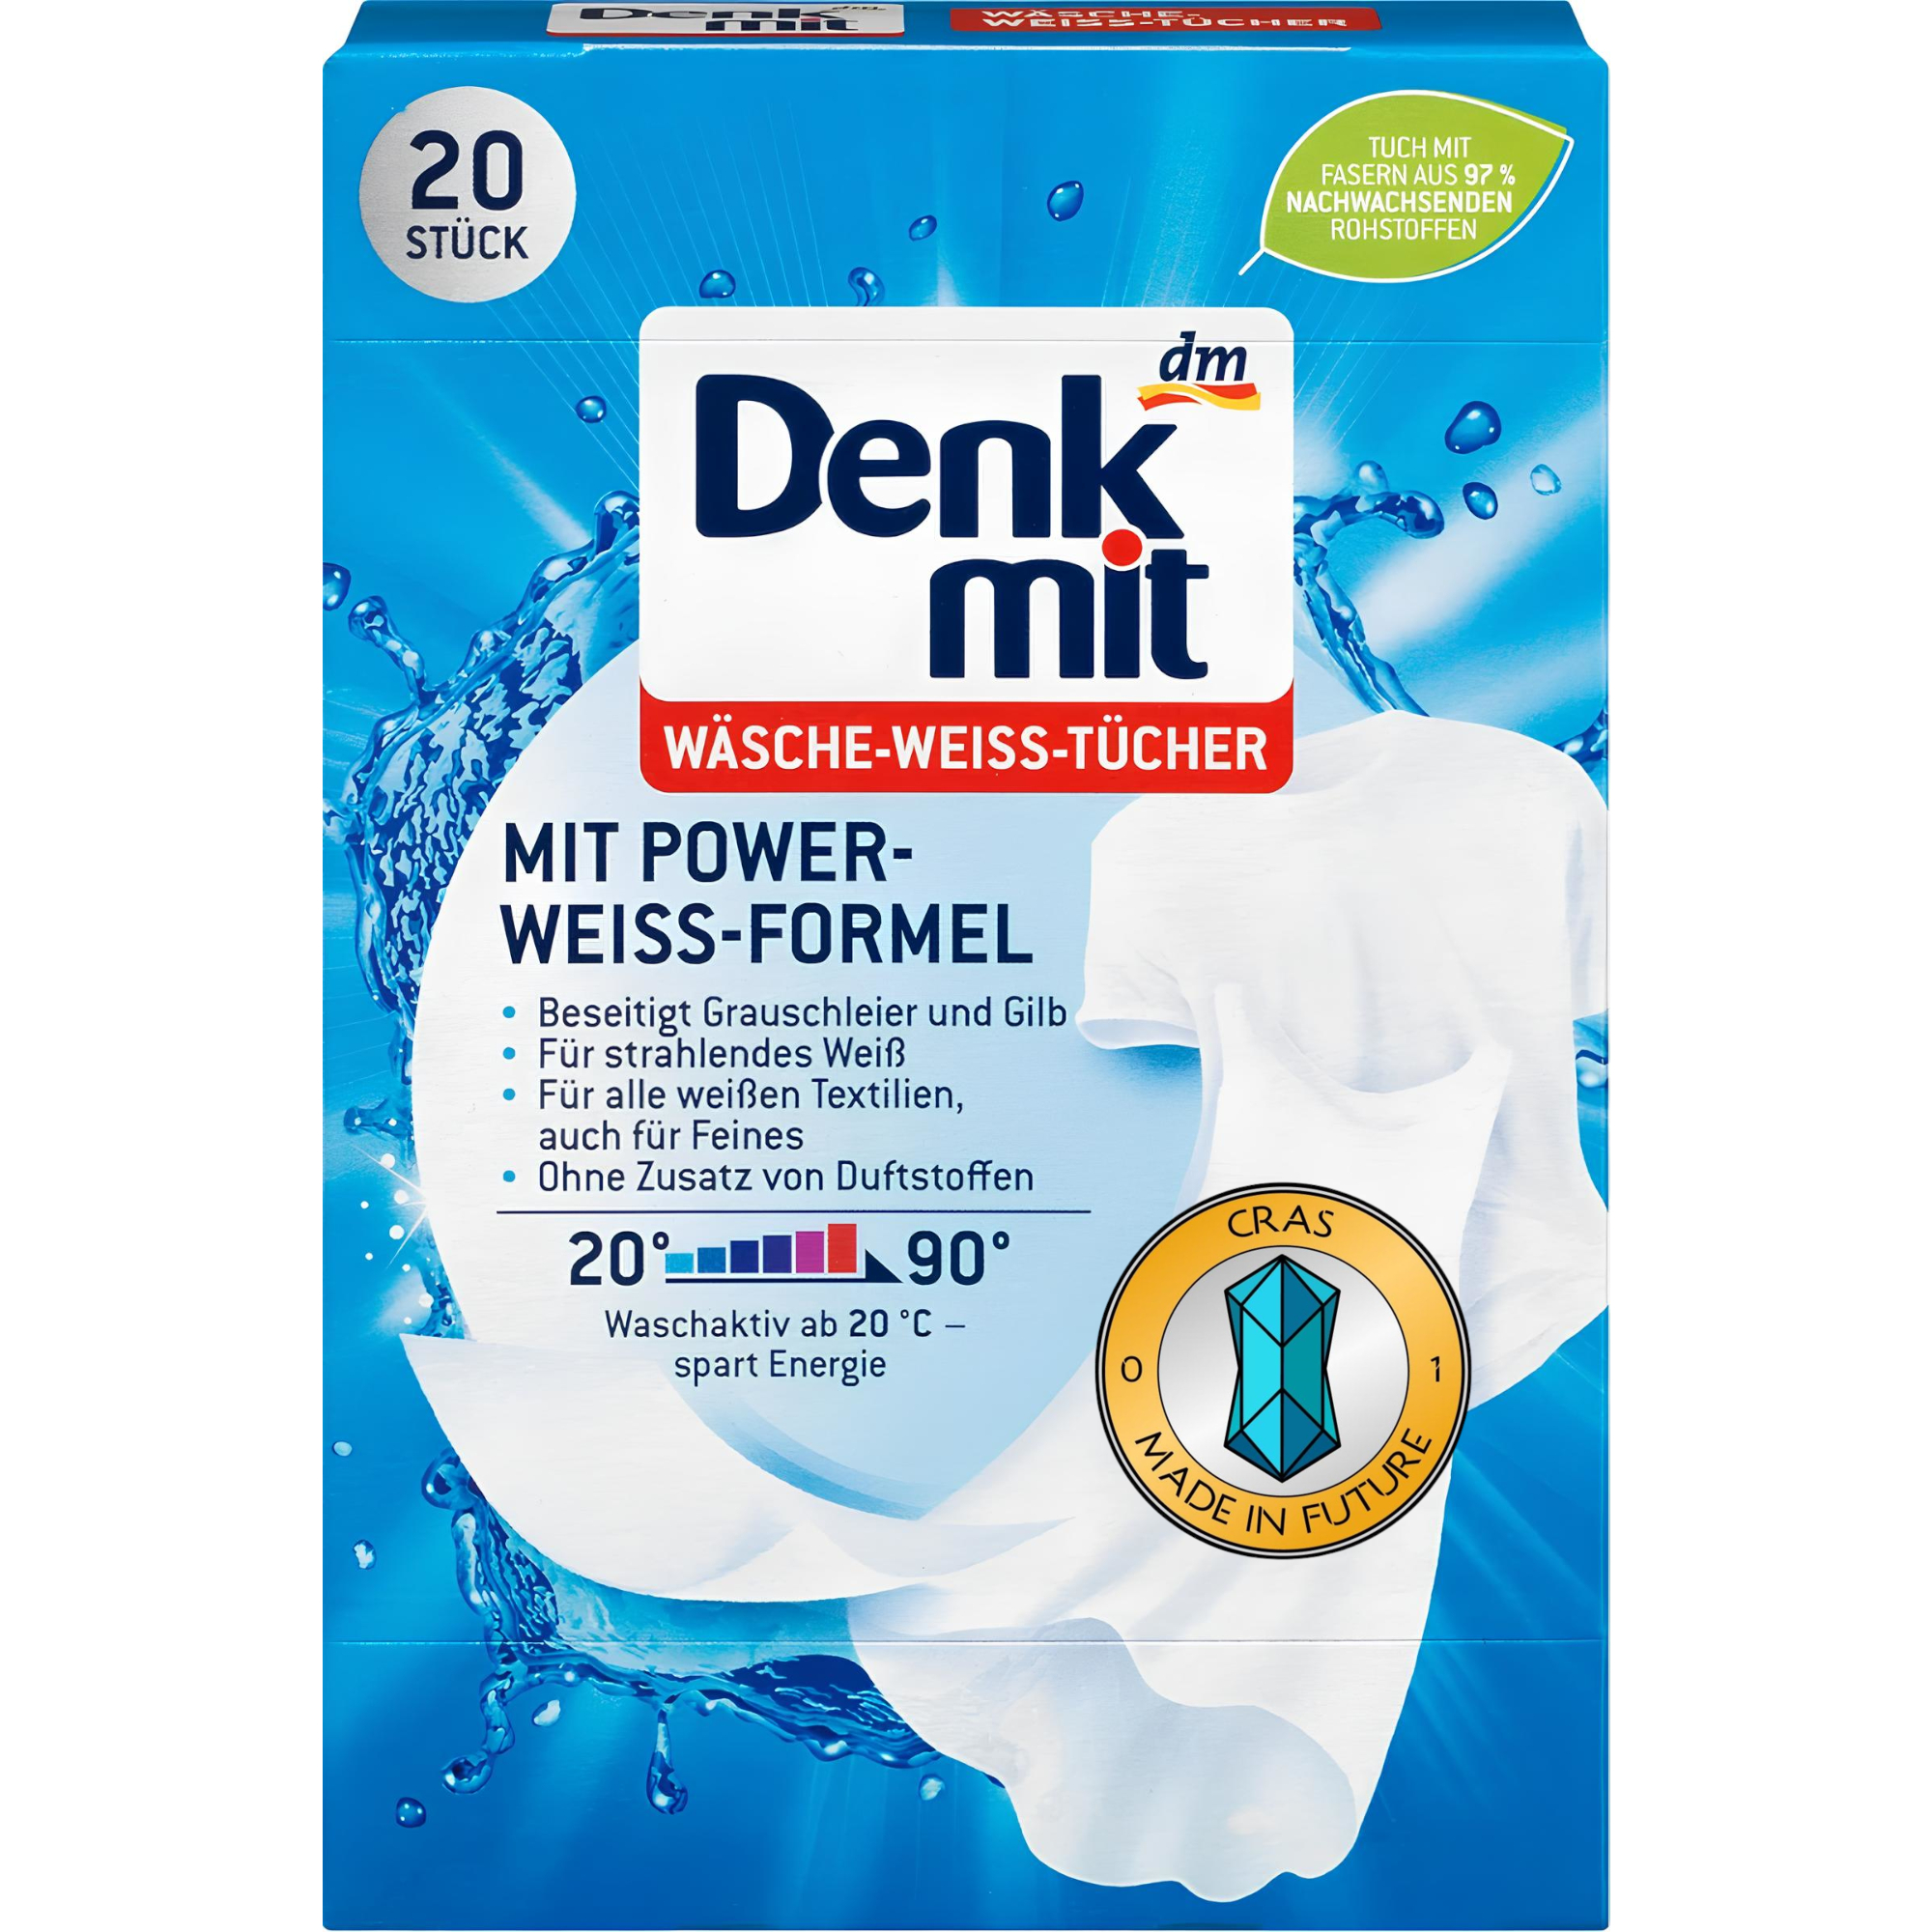 Denk
mit
WÄSCHE-
WEISS-TÜCHER
20
STÜCK
TUCH MIT
FASERN AUS 97 %
NACHWACHSENDEN
ROHSTOFFEN
dm
Denk
mit
WÄSCHE-WEISS-TÜCHER
MIT POWER-
WEISS-FORMEL
• Beseitigt Grauschleier und Gilb
• Für strahlendes Weiß
• Für alle weißen Textilien,
auch für Feines
• Ohne Zusatz von Duftstoffen
20° 90°
Waschaktiv ab 20 °C –
spart Energie
CRAS
0 1
MADE IN FUTURE